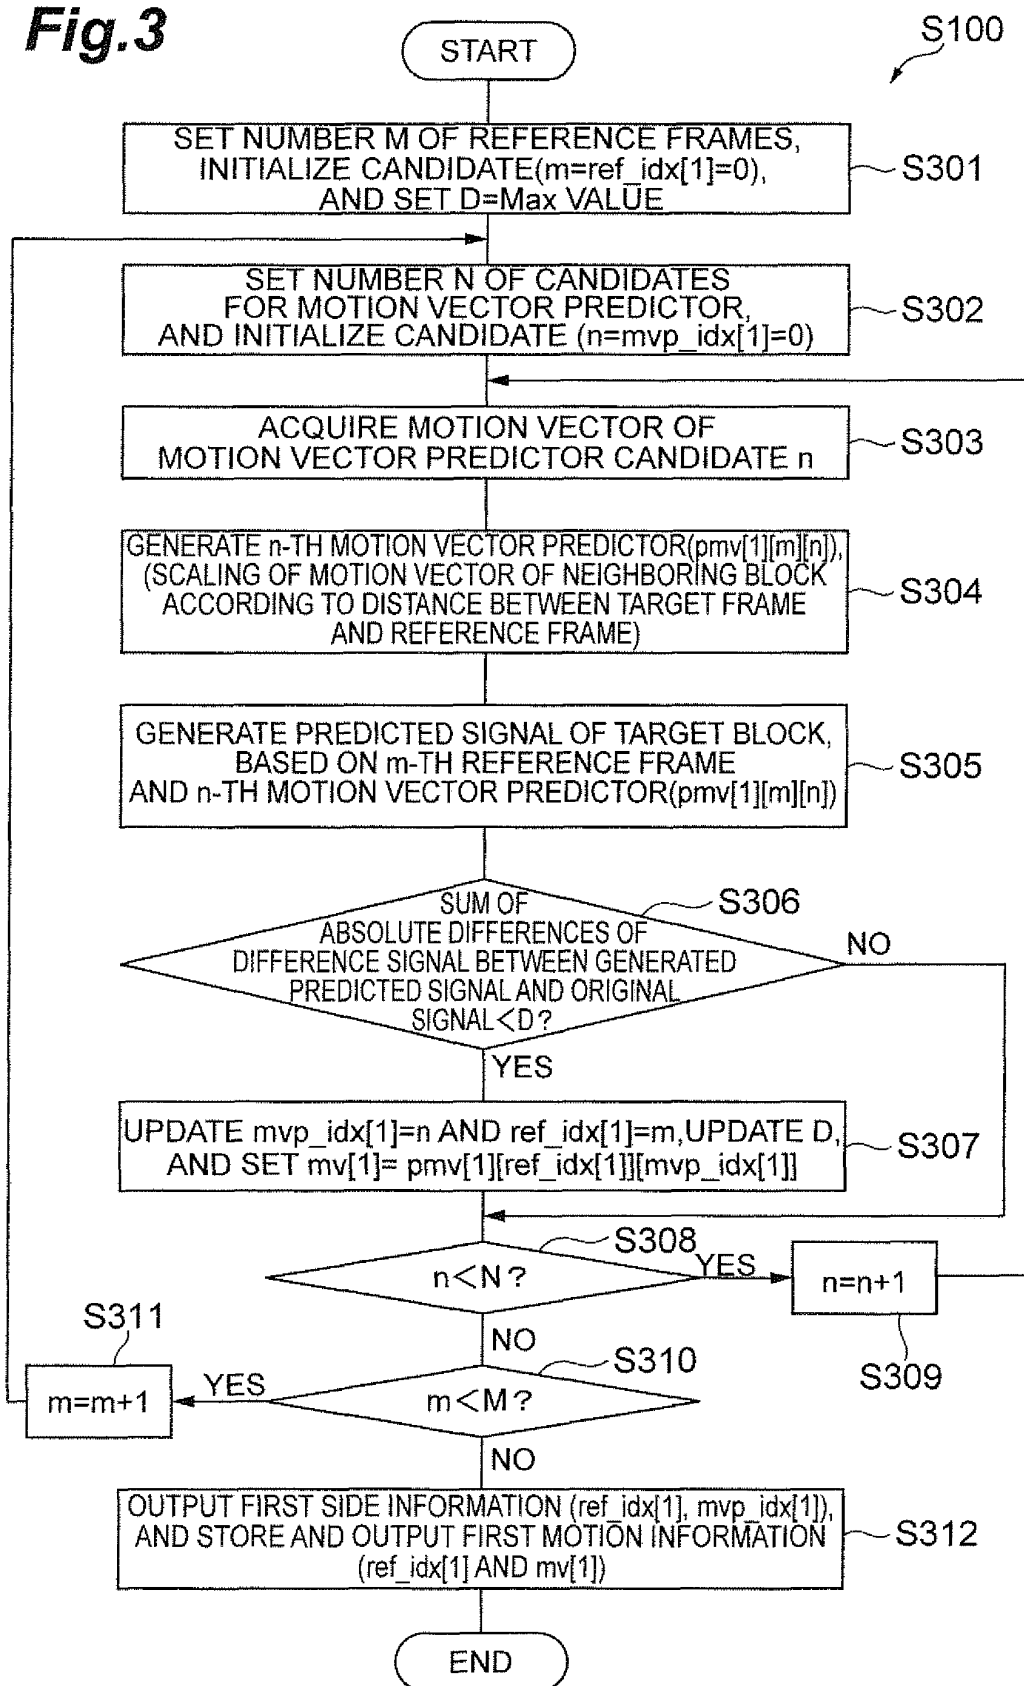 Fig.3
S100
START
SET NUMBER M OF REFERENCE FRAMES,
INITIALIZE CANDIDATE(m=ref_idx[1]=0),
AND SET D=Max VALUE
S301
SET NUMBER N OF CANDIDATES
FOR MOTION VECTOR PREDICTOR,
AND INITIALIZE CANDIDATE (n=mvp_idx[1]=0)
S302
ACQUIRE MOTION VECTOR OF
MOTION VECTOR PREDICTOR CANDIDATE n
S303
GENERATE n-TH MOTION VECTOR PREDICTOR(pmv[1][m][n]),
(SCALING OF MOTION VECTOR OF NEIGHBORING BLOCK
ACCORDING TO DISTANCE BETWEEN TARGET FRAME
AND REFERENCE FRAME)
S304
GENERATE PREDICTED SIGNAL OF TARGET BLOCK,
BASED ON m-TH REFERENCE FRAME
AND n-TH MOTION VECTOR PREDICTOR(pmv[1][m][n])
S305
SUM OF
ABSOLUTE DIFFERENCES OF
DIFFERENCE SIGNAL BETWEEN GENERATED
PREDICTED SIGNAL AND ORIGINAL
SIGNAL<D?
S306
NO
YES
UPDATE mvp_idx[1]=n AND ref_idx[1]=m,UPDATE D,
AND SET mv[1]= pmv[1][ref_idx[1]][mvp_idx[1]]
S307
n<N?
S308
YES
n=n+1
S309
NO
m<M?
S310
YES
m=m+1
S311
NO
OUTPUT FIRST SIDE INFORMATION (ref_idx[1], mvp_idx[1]),
AND STORE AND OUTPUT FIRST MOTION INFORMATION
(ref_idx[1] AND mv[1])
S312
END